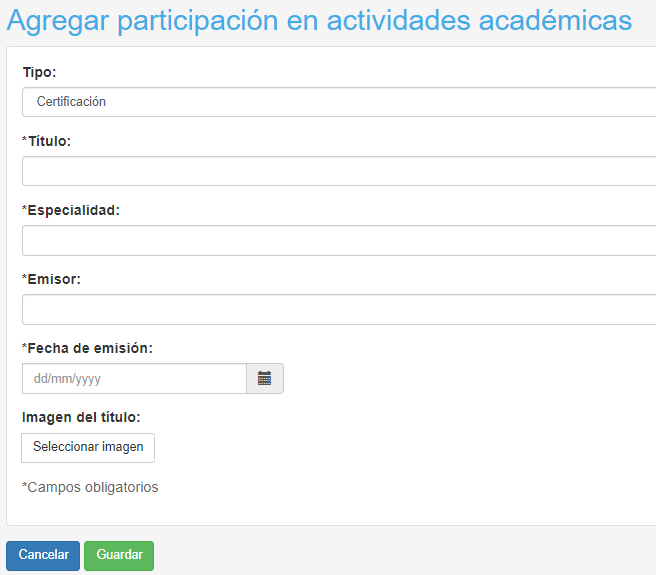 Agregar participación en actividades académicas
Tipo:
Certificación
*Título:
*Especialidad:
*Emisor:
*Fecha de emisión:
dd/mm/yyyy
Imagen del título:
Seleccionar imagen
*Campos obligatorios
Cancelar Guardar